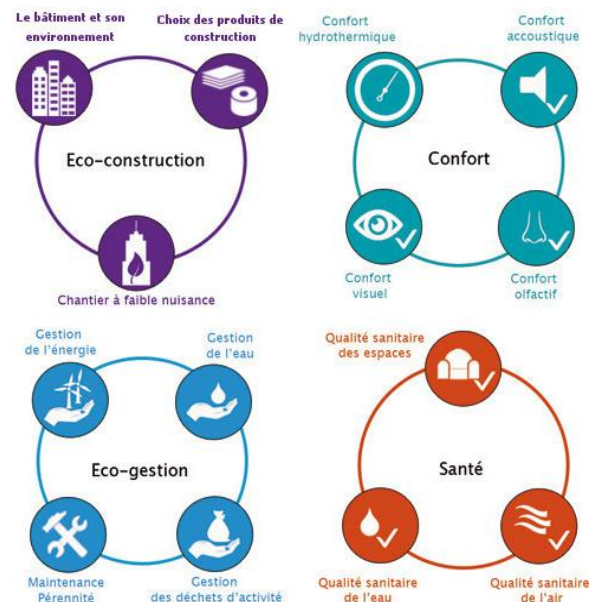 Le bâtiment et son
environnement
Choix des produits de
construction
Eco-construction
Chantier à faible nuisance
Confort
hydrothermique
Confort
accoustique
Confort
Confort
visuel
Confort
olfactif
Gestion
de l'énergie
Gestion
de l'eau
Eco-gestion
Maintenance
Pérennité
Gestion
des déchets d'activité
Qualité sanitaire
des espaces
Santé
Qualité sanitaire
de l'eau
Qualité sanitaire
de l'air